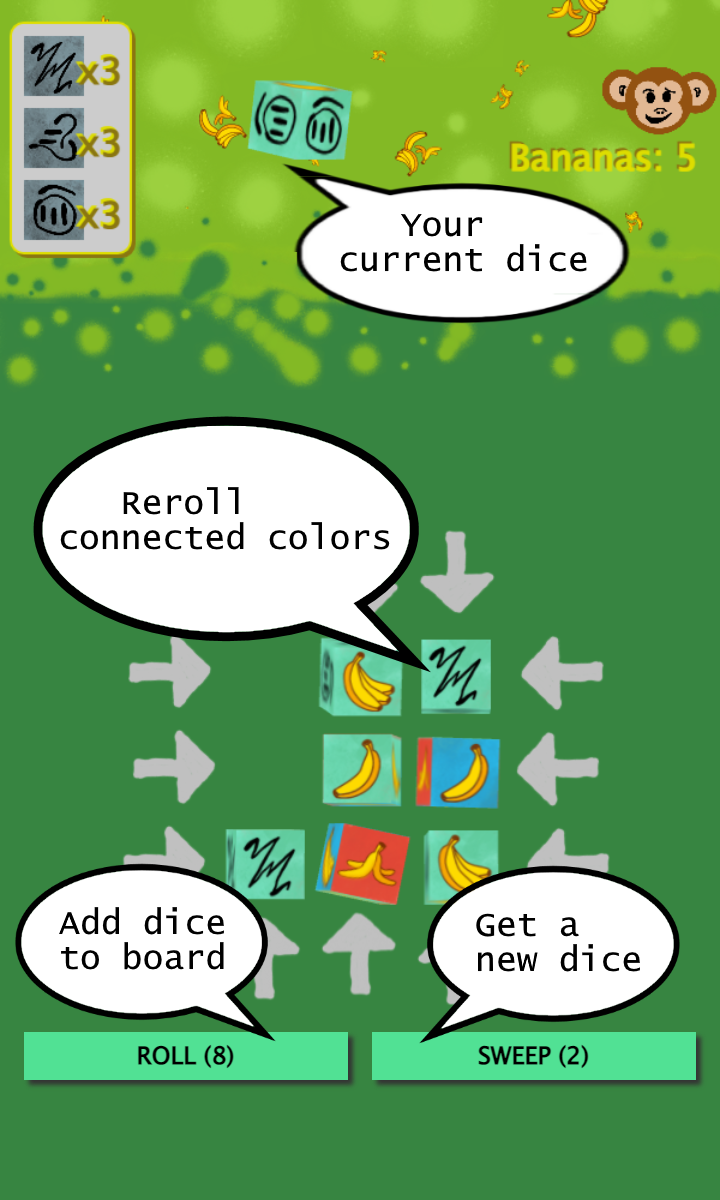 x3
x3
x3
Bananas: 5
Your
current dice
Reroll
connected colors
Add dice
to board
Get a
new dice
ROLL (8)
SWEEP (2)